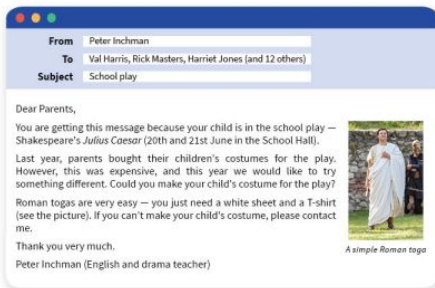 From Peter Inchman
To Val Harris, Rick Masters, Harriet Jones (and 12 others)
Subject School play
Dear Parents,
You are getting this message because your child is in the school play —
Shakespeare's Julius Caesar (20th and 21st June in the School Hall).
Last year, parents bought their children's costumes for the play.
However, this was expensive, and this year we would like to try
something different. Could you make your child's costume for the play?
Roman togas are very easy — you just need a white sheet and a T-shirt
(see the picture). If you can't make your child's costume, please contact
me.
Thank you very much.
Peter Inchman (English and drama teacher)
A simple Roman toga